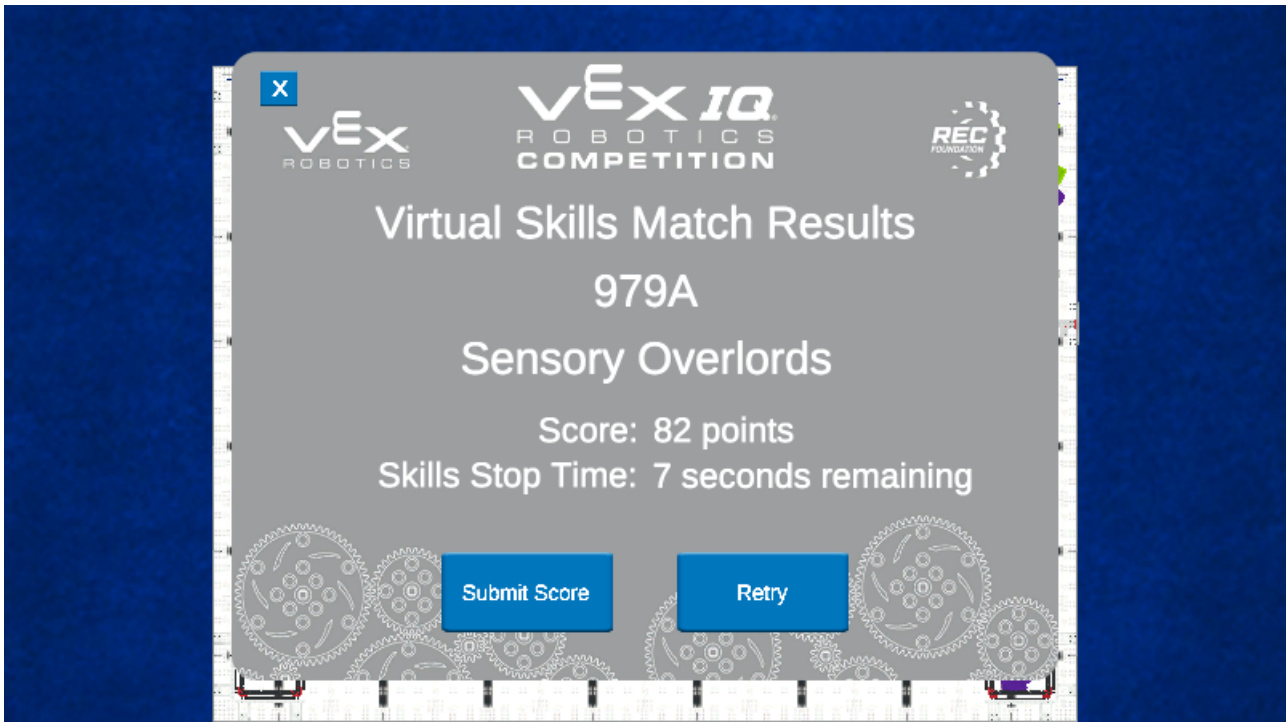 X
VEX
ROBOTICS
VEX IQ
ROBOTICS
COMPETITION
REC
FOUNDATION
Virtual Skills Match Results
979A
Sensory Overlords
Score: 82 points
Skills Stop Time: 7 seconds remaining
Submit Score
Retry